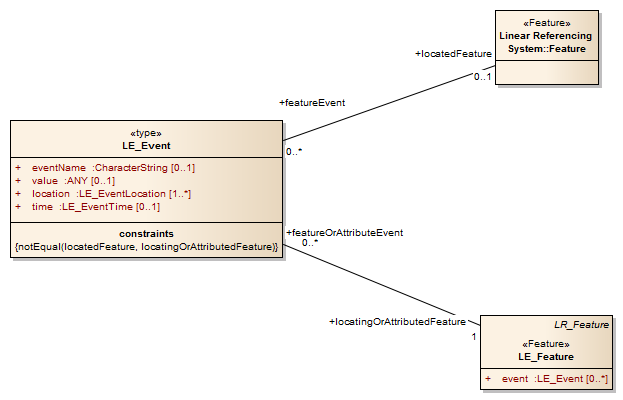 «Feature»
Linear Referencing
System::Feature
+locatedFeature
0..1
+featureEvent
0..*
«type»
LE_Event
+ eventName :CharacterString [0..1]
+ value :ANY [0..1]
+ location :LE_EventLocation [1..*]
+ time :LE_EventTime [0..1]
constraints
{notEqual(locatedFeature, locatingOrAttributedFeature)}
+featureOrAttributeEvent
0..*
+locatingOrAttributedFeature
1
LR_Feature
«Feature»
LE_Feature
+ event :LE_Event [0..*]